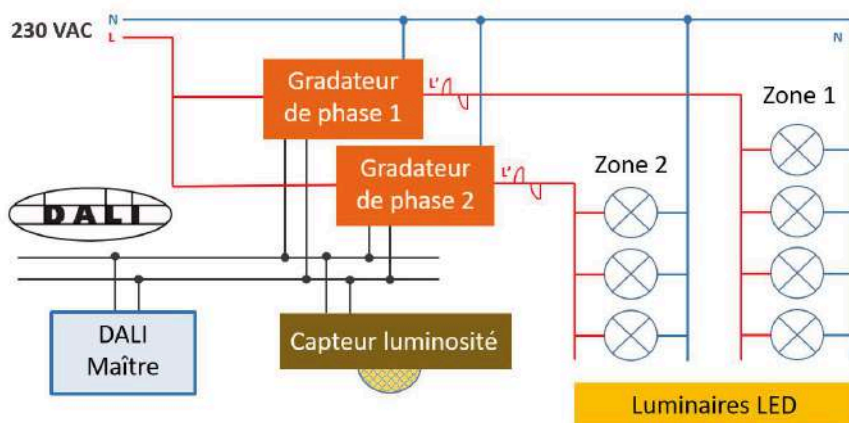 230 VAC
N
L
N
Gradateur
de phase 1
L'
Zone 1
Gradateur
de phase 2
L'
Zone 2
DALI
DALI
Maître
Capteur luminosité
Luminaires LED